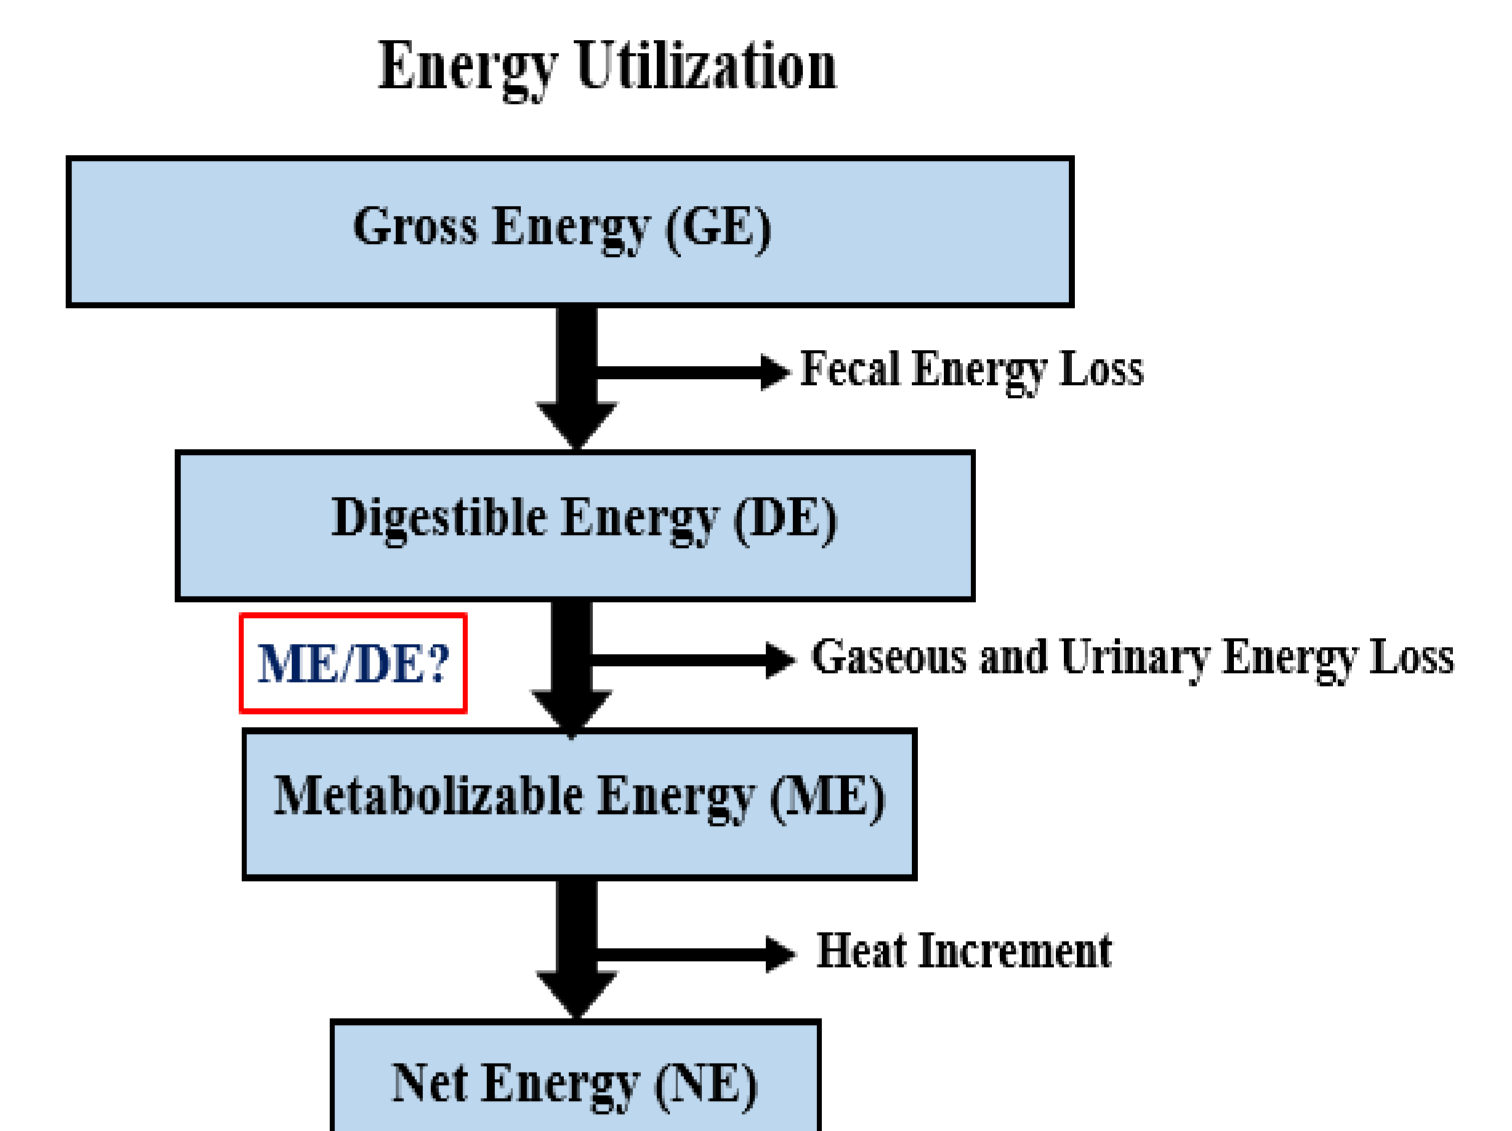 Energy Utilization
Gross Energy (GE)
Fecal Energy Loss
Digestible Energy (DE)
ME/DE?
Gaseous and Urinary Energy Loss
Metabolizable Energy (ME)
Heat Increment
Net Energy (NE)